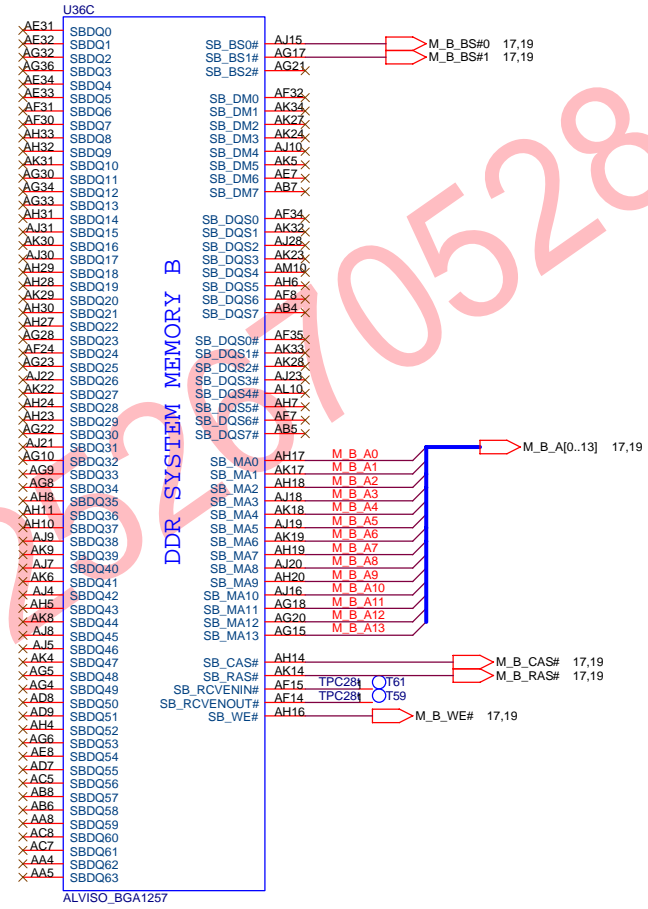 U36C
AE31 SBDQ0
AE32 SBDQ1
AG32 SBDQ2
AG36 SBDQ3
AE34 SBDQ4
AE33 SBDQ5
AF31 SBDQ6
AF30 SBDQ7
AH33 SBDQ8
AH32 SBDQ9
AK31 SBDQ10
AG30 SBDQ11
AG34 SBDQ12
AG33 SBDQ13
AH31 SBDQ14
AJ31 SBDQ15
AK30 SBDQ16
AJ30 SBDQ17
AH29 SBDQ18
AH28 SBDQ19
AK29 SBDQ20
AH30 SBDQ21
AH27 SBDQ22
AG28 SBDQ23
AF24 SBDQ24
AG23 SBDQ25
AJ22 SBDQ26
AK22 SBDQ27
AH24 SBDQ28
AH23 SBDQ29
AG22 SBDQ30
AJ21 SBDQ31
AG10 SBDQ32
AG9 SBDQ33
AG8 SBDQ34
AH8 SBDQ35
AH11 SBDQ36
AH10 SBDQ37
AJ9 SBDQ38
AK9 SBDQ39
AJ7 SBDQ40
AK6 SBDQ41
AJ4 SBDQ42
AH5 SBDQ43
AK8 SBDQ44
AJ8 SBDQ45
AJ5 SBDQ46
AK4 SBDQ47
AG5 SBDQ48
AG4 SBDQ49
AD8 SBDQ50
AD9 SBDQ51
AH4 SBDQ52
AG6 SBDQ53
AE8 SBDQ54
AD7 SBDQ55
AC5 SBDQ56
AB8 SBDQ57
AB6 SBDQ58
AA8 SBDQ59
AC8 SBDQ60
AC7 SBDQ61
AA4 SBDQ62
AA5 SBDQ63
DDR SYSTEM MEMORY B
SB_BS0# AJ15 M_B_BS#0 17,19
SB_BS1# AG17 M_B_BS#1 17,19
SB_BS2# AG21
SB_DM0 AF32
SB_DM1 AK34
SB_DM2 AK27
SB_DM3 AK24
SB_DM4 AJ10
SB_DM5 AK5
SB_DM6 AE7
SB_DM7 AB7
SB_DQS0 AF34
SB_DQS1 AK32
SB_DQS2 AJ28
SB_DQS3 AK23
SB_DQS4 AM10
SB_DQS5 AH6
SB_DQS6 AF8
SB_DQS7 AB4
SB_DQS0# AF35
SB_DQS1# AK33
SB_DQS2# AK28
SB_DQS3# AJ23
SB_DQS4# AL10
SB_DQS5# AH7
SB_DQS6# AF7
SB_DQS7# AB5
SB_MA0 AH17 M_B_A0 M_B_A[0..13] 17,19
SB_MA1 AK17 M_B_A1
SB_MA2 AH18 M_B_A2
SB_MA3 AJ18 M_B_A3
SB_MA4 AK18 M_B_A4
SB_MA5 AJ19 M_B_A5
SB_MA6 AK19 M_B_A6
SB_MA7 AH19 M_B_A7
SB_MA8 AJ20 M_B_A8
SB_MA9 AH20 M_B_A9
SB_MA10 AJ16 M_B_A10
SB_MA11 AG18 M_B_A11
SB_MA12 AG20 M_B_A12
SB_MA13 AG15 M_B_A13
SB_CAS# AH14 M_B_CAS# 17,19
SB_RAS# AK14 M_B_RAS# 17,19
SB_RCVENIN# AF15 TPC28t T61
SB_RCVENOUT# AF14 TPC28t T59
SB_WE# AH16 M_B_WE# 17,19
ALVISO_BGA1257